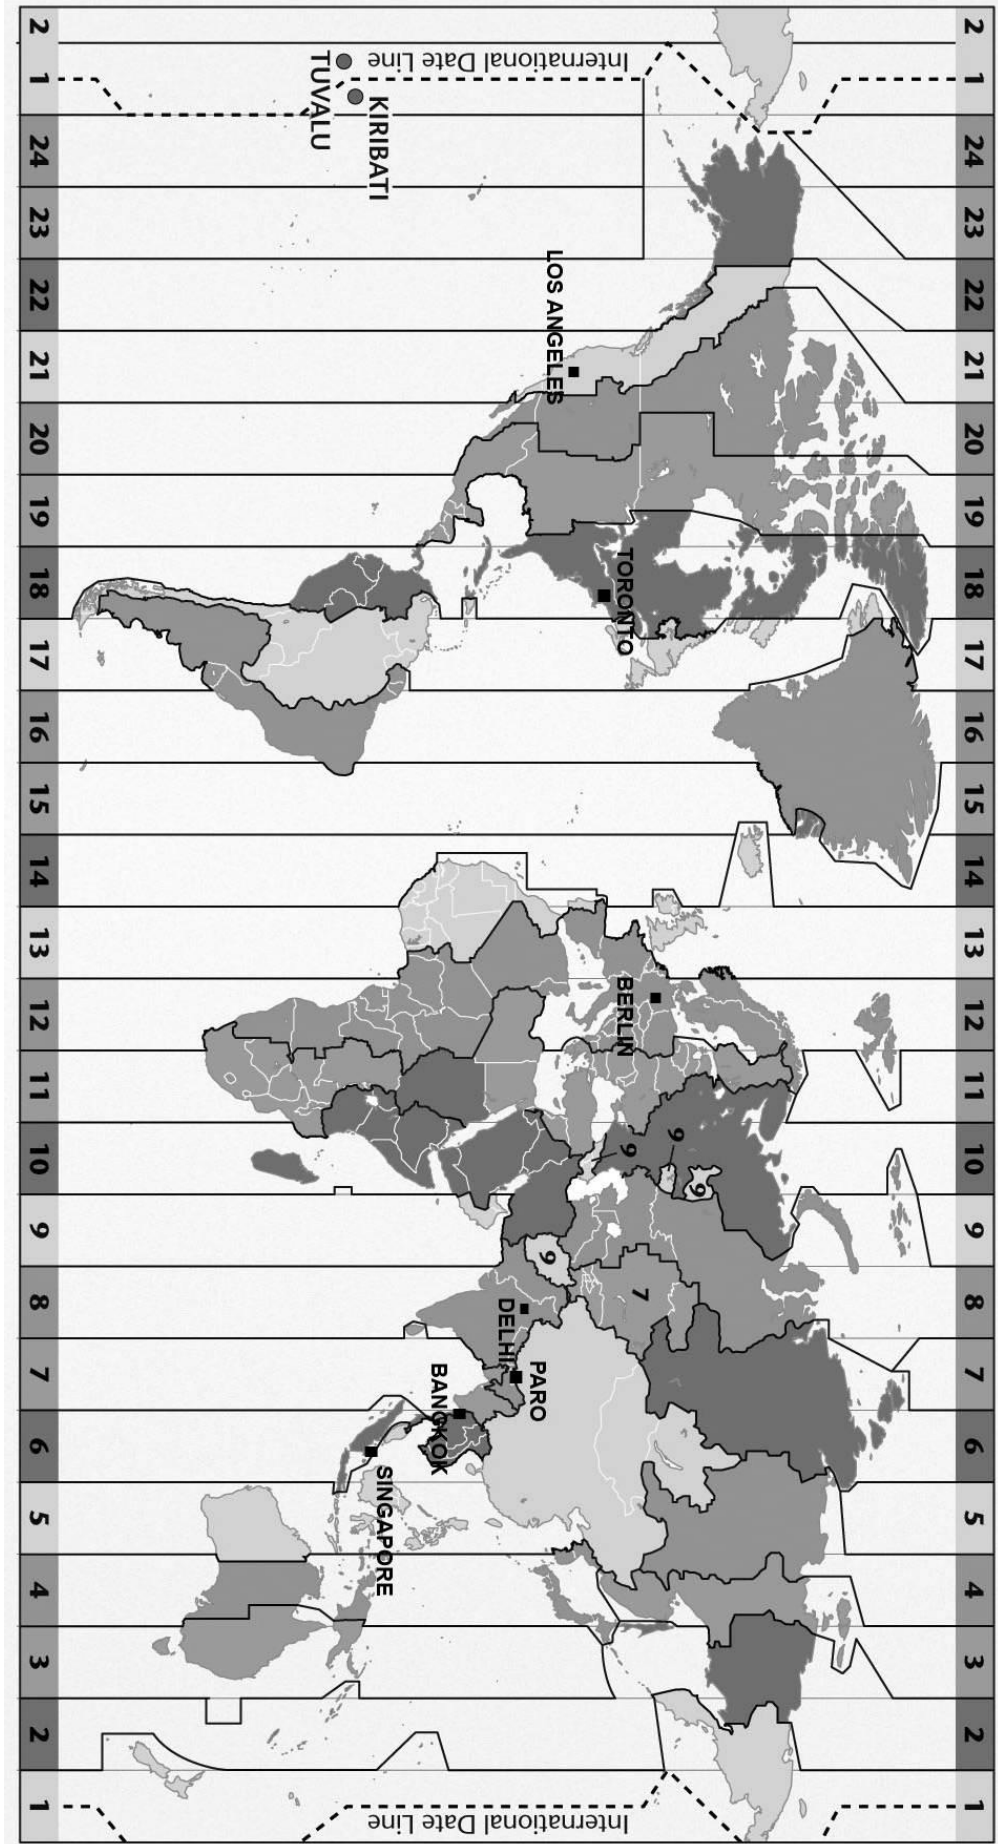 2 1 24 23 22 21 20 19 18 17 16 15 14 13 12 11 10 9 8 7 6 5 4 3 2 1
International Date Line
TUVALU
KIRIBATI
LOS ANGELES
TORONTO
BERLIN
9
9
9
9
7
DELHI
PARO
BANGKOK
SINGAPORE
International Date Line
2 1 24 23 22 21 20 19 18 17 16 15 14 13 12 11 10 9 8 7 6 5 4 3 2 1